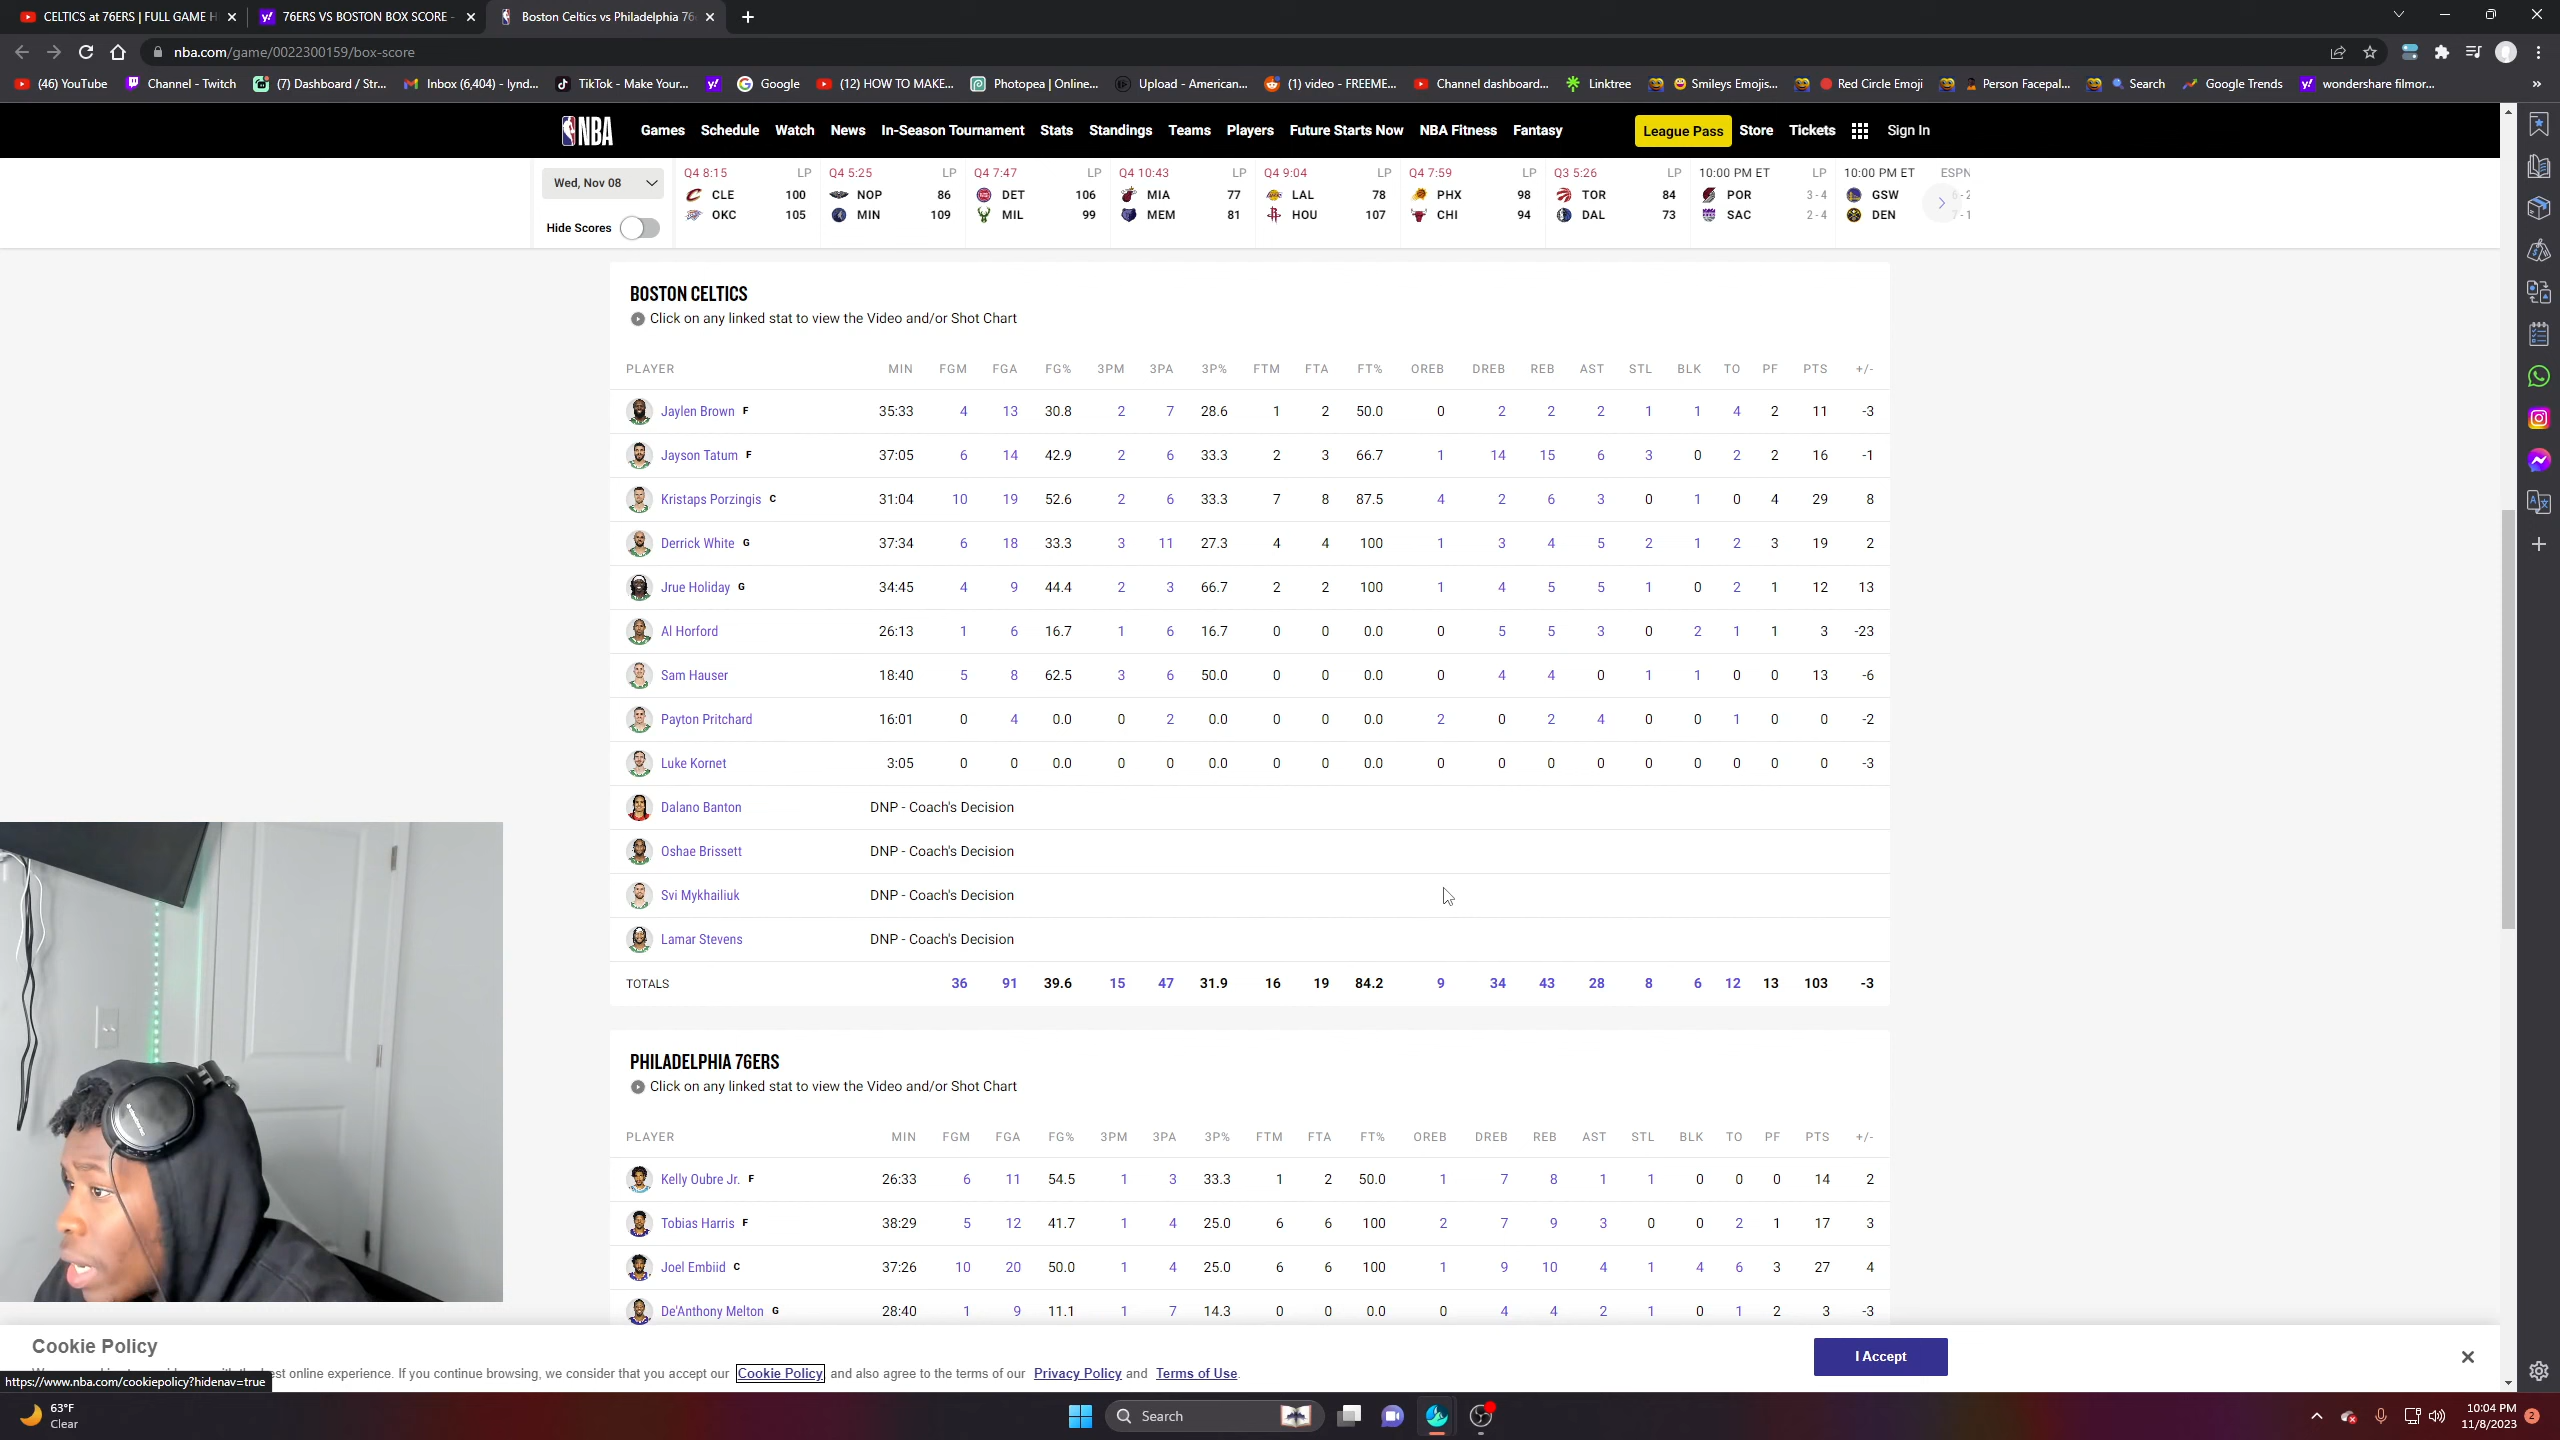 CELTICS at 76ERS | FULL GAME H
76ERS VS BOSTON BOX SCORE -
Boston Celtics vs Philadelphia 76
nba.com/game/0022300159/box-score
(46) YouTube
Channel - Twitch
(7) Dashboard / Str...
Inbox (6,404) - lynd...
TikTok - Make Your...
Google
(12) HOW TO MAKE...
Photopea | Online...
Upload - American...
(1) video - FREEME...
Channel dashboard...
Linktree
Smileys Emojis...
Red Circle Emoji
Person Facepal...
Search
Google Trends
wondershare filmor...
NBA Games Schedule Watch News In-Season Tournament Stats Standings Teams Players Future Starts Now NBA Fitness Fantasy League Pass Store Tickets Sign In
Wed, Nov 08
Hide Scores
Q4 8:15 LP
CLE 100
OKC 105
Q4 5:25 LP
NOP 86
MIN 109
Q4 7:47 LP
DET 106
MIL 99
Q4 10:43 LP
MIA 77
MEM 81
Q4 9:04 LP
LAL 78
HOU 107
Q4 7:59 LP
PHX 98
CHI 94
Q3 5:26 LP
TOR 84
DAL 73
10:00 PM ET LP
POR 3-4
SAC 2-4
10:00 PM ET ESPN
GSW 6-2
DEN 7-1
BOSTON CELTICS
Click on any linked stat to view the Video and/or Shot Chart
PLAYER MIN FGM FGA FG% 3PM 3PA 3P% FTM FTA FT% OREB DREB REB AST STL BLK TO PF PTS +/-
Jaylen Brown F 35:33 4 13 30.8 2 7 28.6 1 2 50.0 0 2 2 2 1 1 4 2 11 -3
Jayson Tatum F 37:05 6 14 42.9 2 6 33.3 2 3 66.7 1 14 15 6 3 0 2 2 16 -1
Kristaps Porzingis C 31:04 10 19 52.6 2 6 33.3 7 8 87.5 4 2 6 3 0 1 0 4 29 8
Derrick White G 37:34 6 18 33.3 3 11 27.3 4 4 100 1 3 4 5 2 1 2 3 19 2
Jrue Holiday G 34:45 4 9 44.4 2 3 66.7 2 2 100 1 4 5 5 1 0 2 1 12 13
Al Horford 26:13 1 6 16.7 1 6 16.7 0 0 0.0 0 5 5 3 0 2 1 1 3 -23
Sam Hauser 18:40 5 8 62.5 3 6 50.0 0 0 0.0 0 4 4 0 1 1 0 0 13 -6
Payton Pritchard 16:01 0 4 0.0 0 2 0.0 0 0 0.0 2 0 2 4 0 0 1 0 0 -2
Luke Kornet 3:05 0 0 0.0 0 0 0.0 0 0 0.0 0 0 0 0 0 0 0 0 0 -3
Dalano Banton DNP - Coach's Decision
Oshae Brissett DNP - Coach's Decision
Svi Mykhailiuk DNP - Coach's Decision
Lamar Stevens DNP - Coach's Decision
TOTALS 36 91 39.6 15 47 31.9 16 19 84.2 9 34 43 28 8 6 12 13 103 -3
PHILADELPHIA 76ERS
Click on any linked stat to view the Video and/or Shot Chart
PLAYER MIN FGM FGA FG% 3PM 3PA 3P% FTM FTA FT% OREB DREB REB AST STL BLK TO PF PTS +/-
Kelly Oubre Jr. F 26:33 6 11 54.5 1 3 33.3 1 2 50.0 1 7 8 1 1 0 0 0 14 2
Tobias Harris F 38:29 5 12 41.7 1 4 25.0 6 6 100 2 7 9 3 0 0 2 1 17 3
Joel Embiid C 37:26 10 20 50.0 1 4 25.0 6 6 100 1 9 10 4 1 4 6 3 27 4
De'Anthony Melton G 28:40 1 9 11.1 1 7 14.3 0 0 0.0 0 4 4 2 1 0 1 2 3 -3
Cookie Policy
I Accept
est online experience. If you continue browsing, we consider that you accept our Cookie Policy and also agree to the terms of our Privacy Policy and Terms of Use.
https://www.nba.com/cookiepolicy?hidenav=true
63°F
Clear
Search
10:04 PM
11/8/2023
2